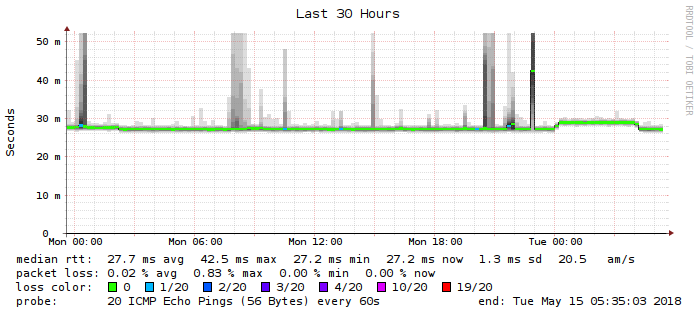 Last 30 Hours
RRDTOOL / TOBI OETIKER
Seconds
50 m
40 m
30 m
20 m
10 m
0
Mon 00:00 Mon 06:00 Mon 12:00 Mon 18:00 Tue 00:00
median rtt: 27.7 ms avg 42.5 ms max 27.2 ms min 27.2 ms now 1.3 ms sd 20.5 am/s
packet loss: 0.02 % avg 0.83 % max 0.00 % min 0.00 % now
loss color: 0 1/20 2/20 3/20 4/20 10/20 19/20
probe: 20 ICMP Echo Pings (56 Bytes) every 60s end: Tue May 15 05:35:03 2018